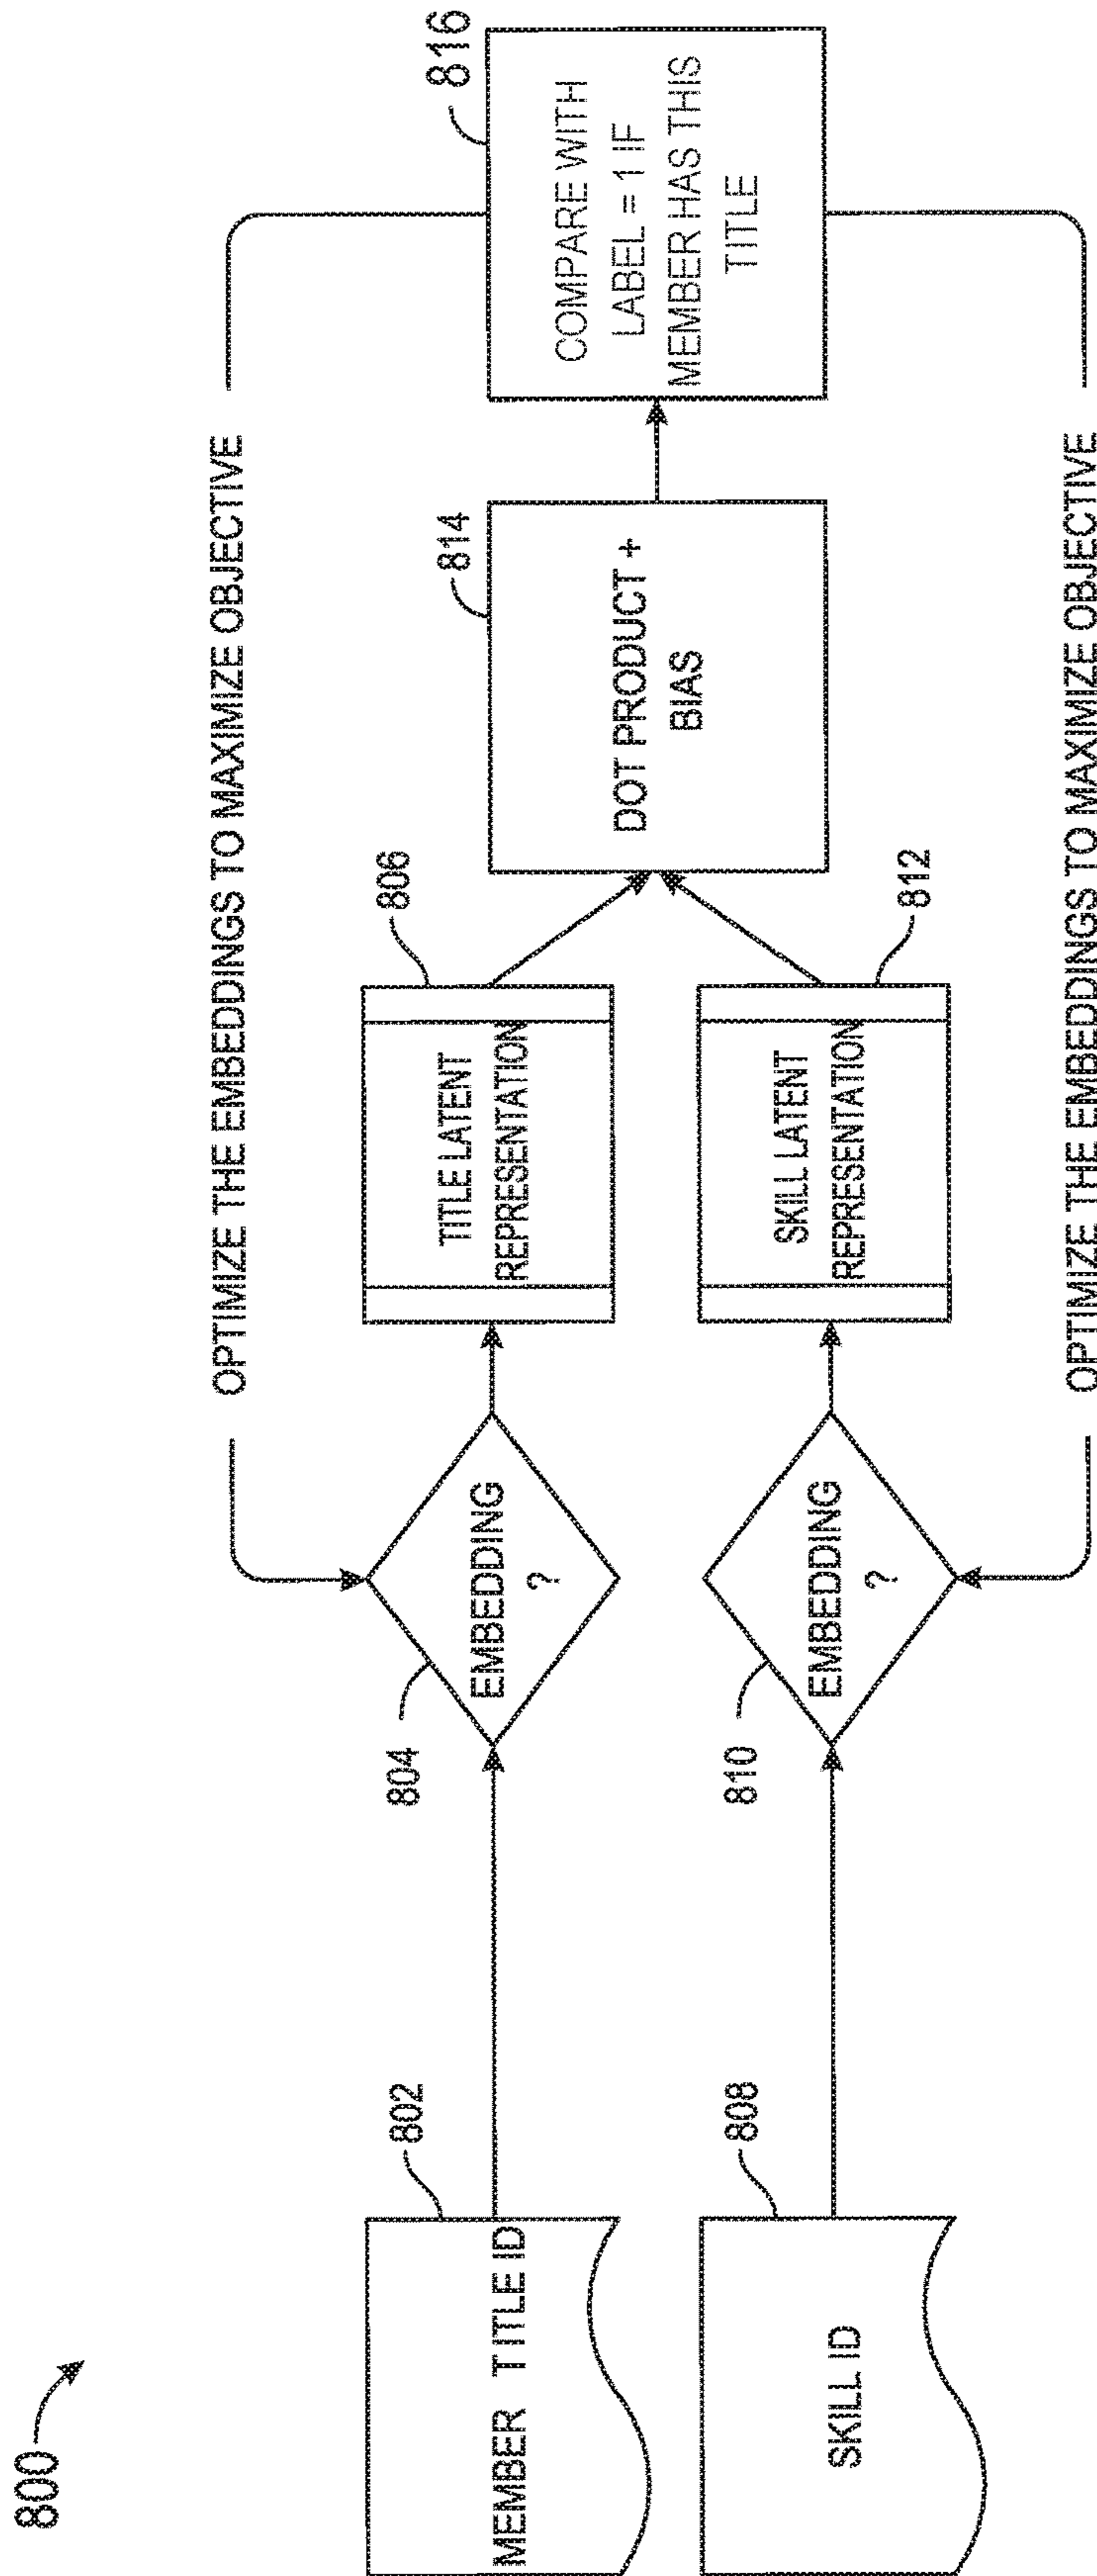 800
OPTIMIZE THE EMBEDDINGS TO MAXIMIZE OBJECTIVE
802
MEMBER TITLE ID
804
EMBEDDING
?
806
TITLE LATENT
REPRESENTATION
808
SKILL ID
810
EMBEDDING
?
812
SKILL LATENT
REPRESENTATION
814
DOT PRODUCT +
BIAS
816
COMPARE WITH
LABEL = 1 IF
MEMBER HAS THIS
TITLE
OPTIMIZE THE EMBEDDINGS TO MAXIMIZE OBJECTIVE